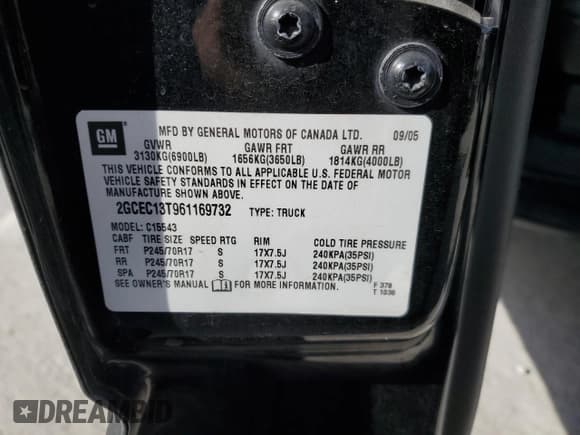 GM
MFD BY GENERAL MOTORS OF CANADA LTD. 09/05
GVWR GAWR FRT GAWR RR
3130KG(6900LB) 1656KG(3650LB) 1814KG(4000LB)
THIS VEHICLE CONFORMS TO ALL APPLICABLE U.S. FEDERAL MOTOR
VEHICLE SAFETY STANDARDS IN EFFECT ON THE DATE OF
MANUFACTURE SHOWN ABOVE.
2GCEC13T961169732 TYPE: TRUCK
MODEL: C15543
CABF TIRE SIZE SPEED RTG RIM COLD TIRE PRESSURE
FRT P245/70R17 S 17X7.5J 240KPA(35PSI)
RR P245/70R17 S 17X7.5J 240KPA(35PSI)
SPA P245/70R17 S 17X7.5J 240KPA(35PSI)
SEE OWNER'S MANUAL FOR MORE INFORMATION.
F 378
T 1036
DREAMBID